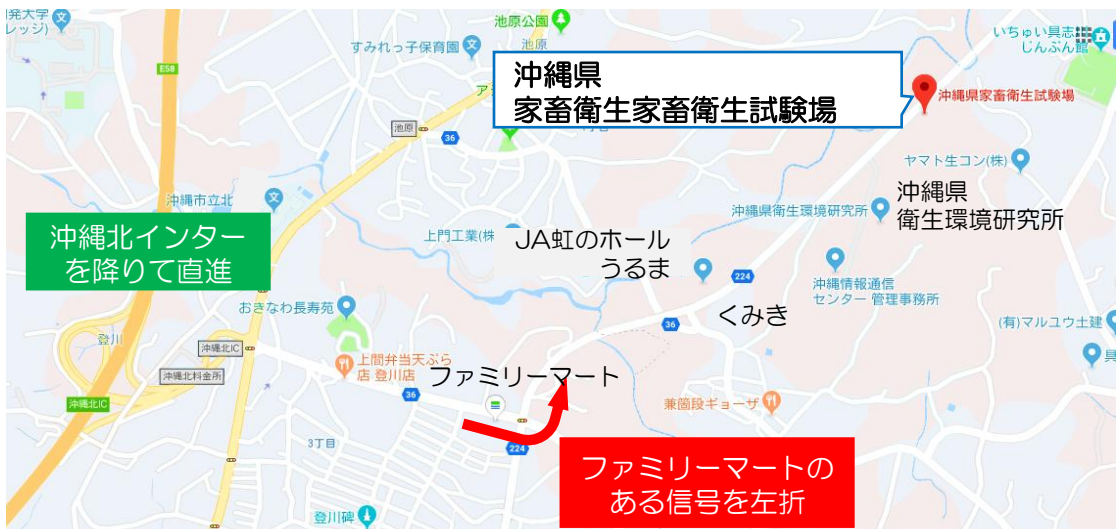 発大学
レッジ)
E58
池原公園
池原
すみれっ子保育園
いちゅい具志
じんぶん館
沖縄県
家畜衛生家畜衛生試験場
沖縄県家畜衛生試験場
池原
36
ヤマト生コン(株)
沖縄市立北
沖縄県衛生環境研究所
沖縄県
衛生環境研究所
沖縄北インター
を降りて直進
上門工業(株
JA虹のホール
うるま
224
沖縄情報通信
センター 管理事務所
おきなわ長寿苑
くみき
36
(有)マルユウ土建
登川
沖縄北IC
沖縄北料金所
上間弁当天ぷら
店 登川店
ファミリーマート
沖縄北IC
36
兼箇段ギョーザ
具
3丁目
224
ファミリーマートの
ある信号を左折
登川碑